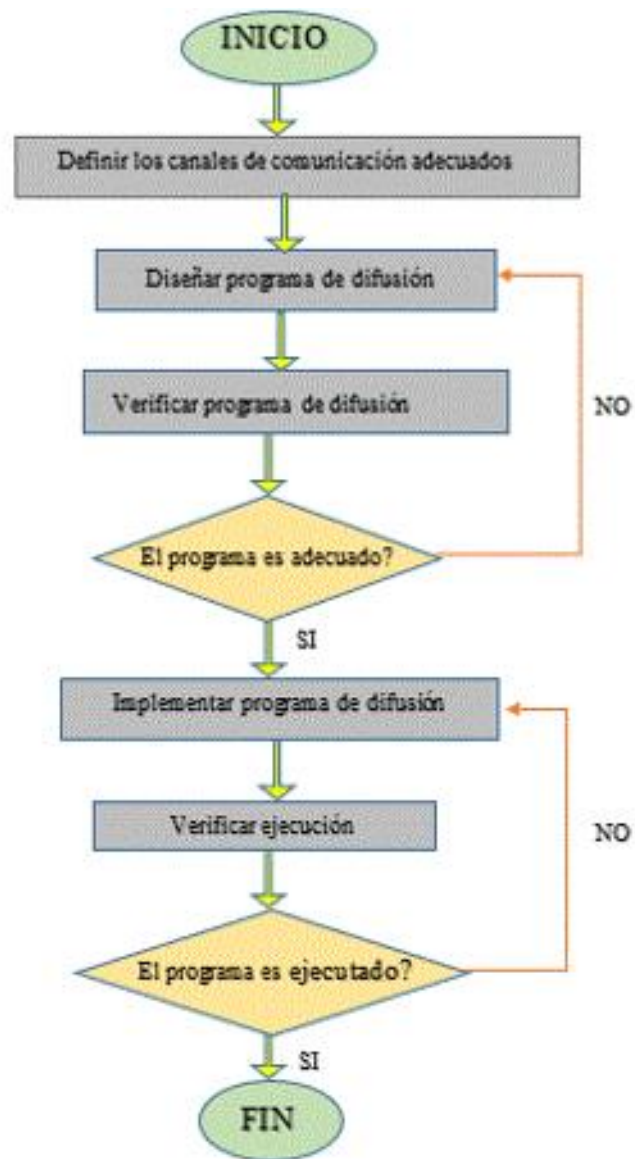 INICIO
Definir los canales de comunicación adecuados
Diseñar programa de difusión
Verificar programa de difusión
NO
El programa es adecuado?
SI
Implementar programa de difusión
Verificar ejecución
NO
El programa es ejecutado?
SI
FIN